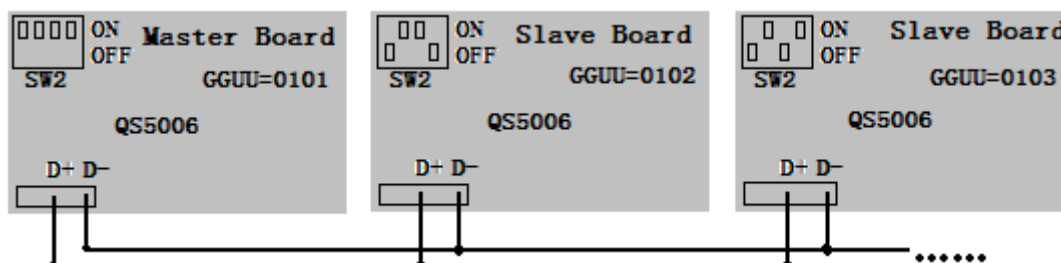 ON Master Board
OFF
SW2 GGUU=0101
QS5006
D+ D-
ON Slave Board
OFF
SW2 GGUU=0102
QS5006
D+ D-
ON Slave Board
OFF
SW2 GGUU=0103
QS5006
D+ D-